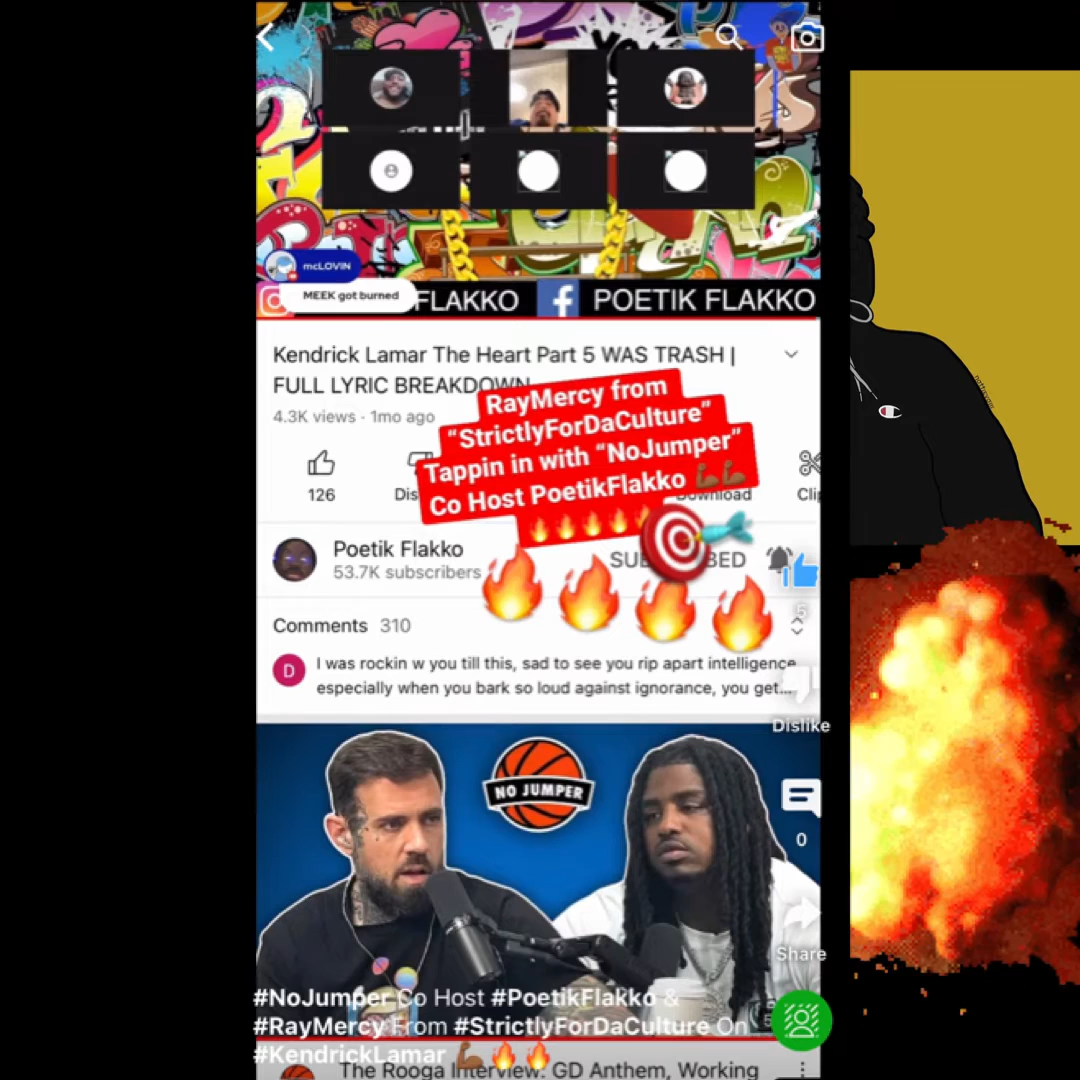 mcLOVIN
MEEK got burned
FLAKKO
POETIK FLAKKO
Kendrick Lamar The Heart Part 5 WAS TRASH |
FULL LYRIC BREAKDOWN
4.3K views · 1mo ago
RayMercy from
“StrictlyForDaCulture”
Tappin in with “NoJumper”
Co Host PoetikFlakko 💪🏾💪🏾
🔥🔥🔥🔥🔥
126
Dis
Download
Clip
Poetik Flakko
53.7K subscribers
SUBSCRIBED
5
Comments 310
D
I was rockin w you till this, sad to see you rip apart intelligence
especially when you bark so loud against ignorance, you get...
Dislike
NO JUMPER
0
Share
#NoJumper Co Host #PoetikFlakko &
#RayMercy From #StrictlyForDaCulture On
#KendrickLamar 💪🏾🔥🔥
The Rooga Interview: GD Anthem, Working